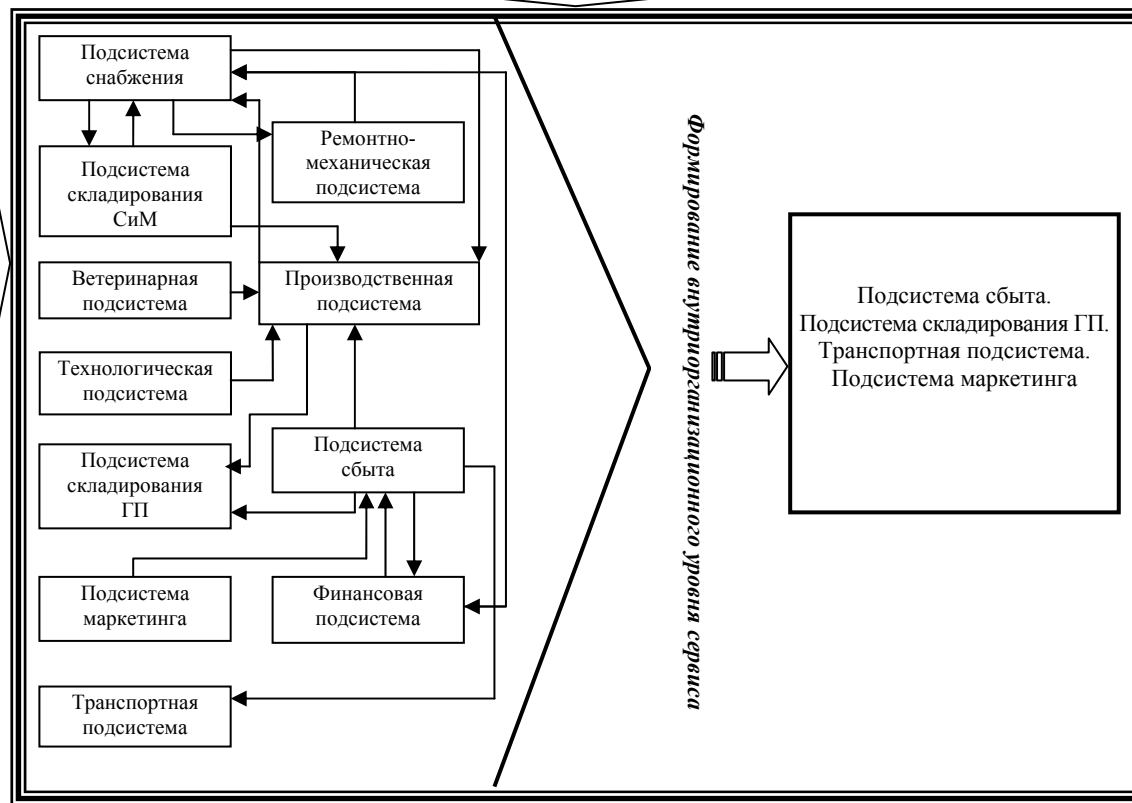 Подсистема
снабжения
Ремонтно-
механическая
подсистема
Подсистема
складирования
СиМ
Ветеринарная
подсистема
Производственная
подсистема
Технологическая
подсистема
Подсистема
складирования
ГП
Подсистема
сбыта
Подсистема
маркетинга
Финансовая
подсистема
Транспортная
подсистема
Формирование внутриорганизационного уровня сервиса
Подсистема сбыта.
Подсистема складирования ГП.
Транспортная подсистема.
Подсистема маркетинга